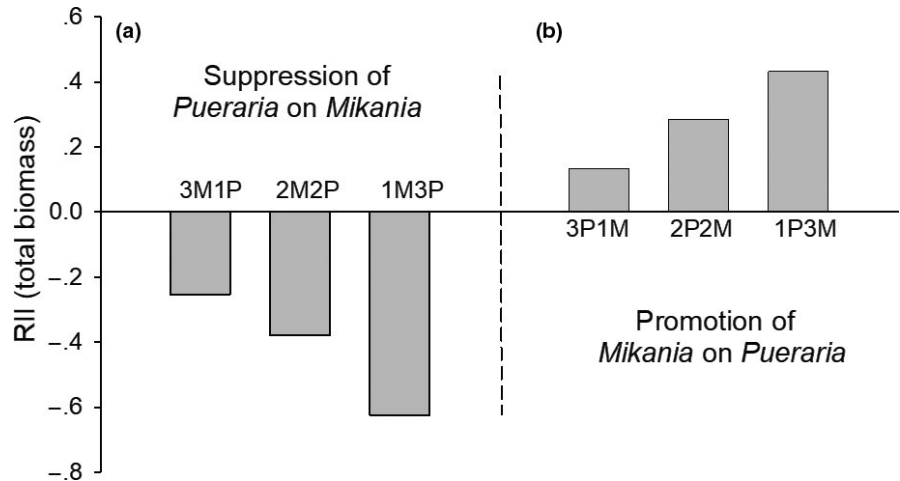 RII (total biomass)
.6
.4
.2
0.0
–.2
–.4
–.6
–.8
(a)
Suppression of
Pueraria on Mikania
3M1P 2M2P 1M3P
(b)
3P1M 2P2M 1P3M
Promotion of
Mikania on Pueraria